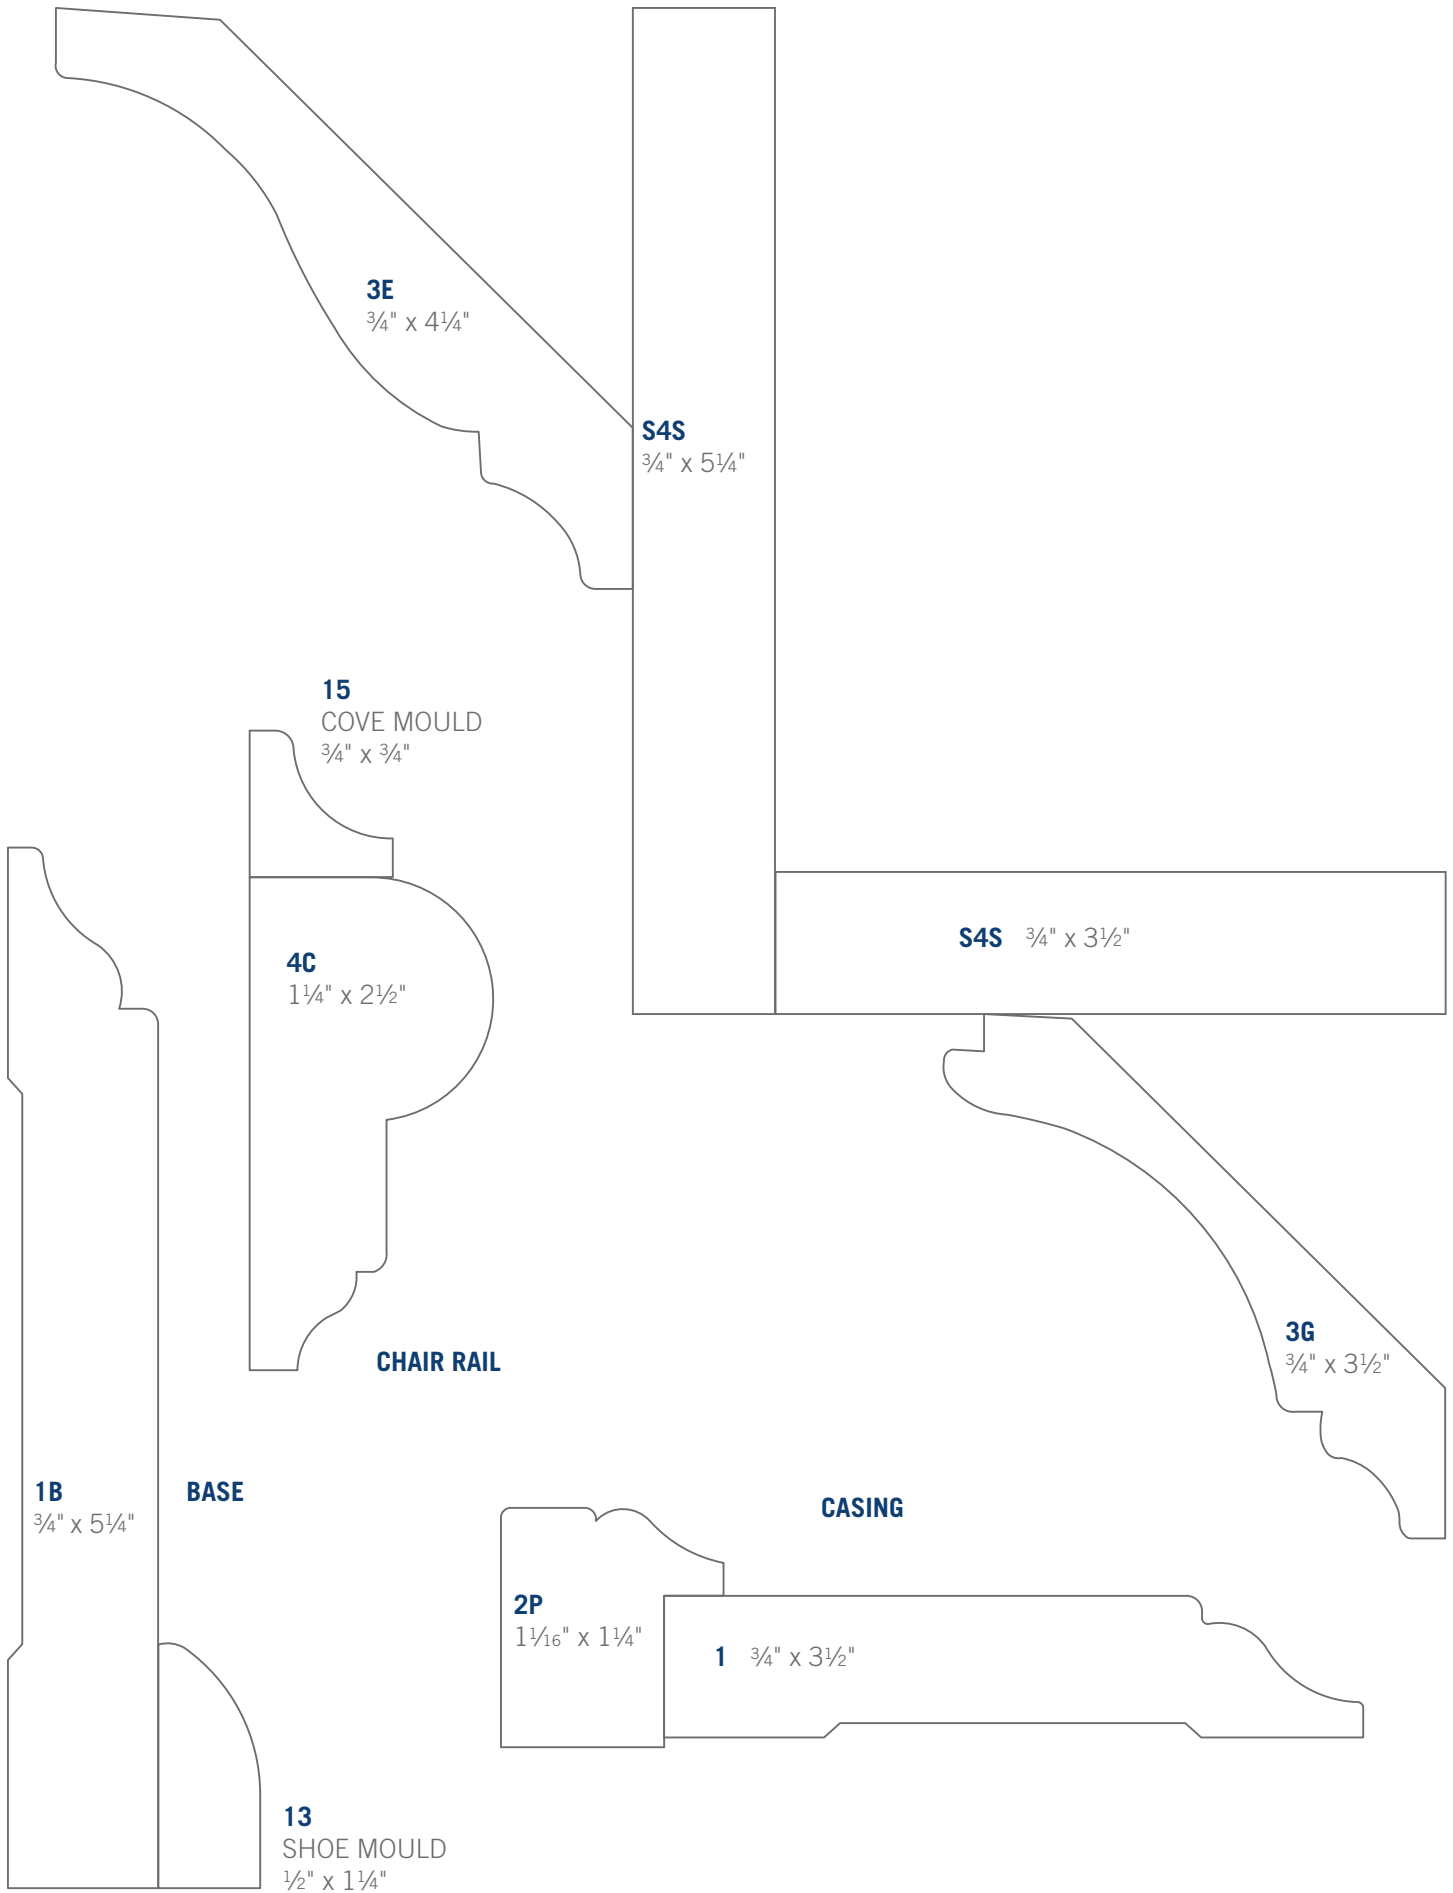 3E
¾" x 4¼"
S4S
¾" x 5¼"
15
COVE MOULD
¾" x ¾"
S4S ¾" x 3½"
4C
1¼" x 2½"
3G
¾" x 3½"
CHAIR RAIL
1B
¾" x 5¼"
BASE
CASING
2P
1 1⁄16" x 1¼"
1 ¾" x 3½"
13
SHOE MOULD
½" x 1¼"